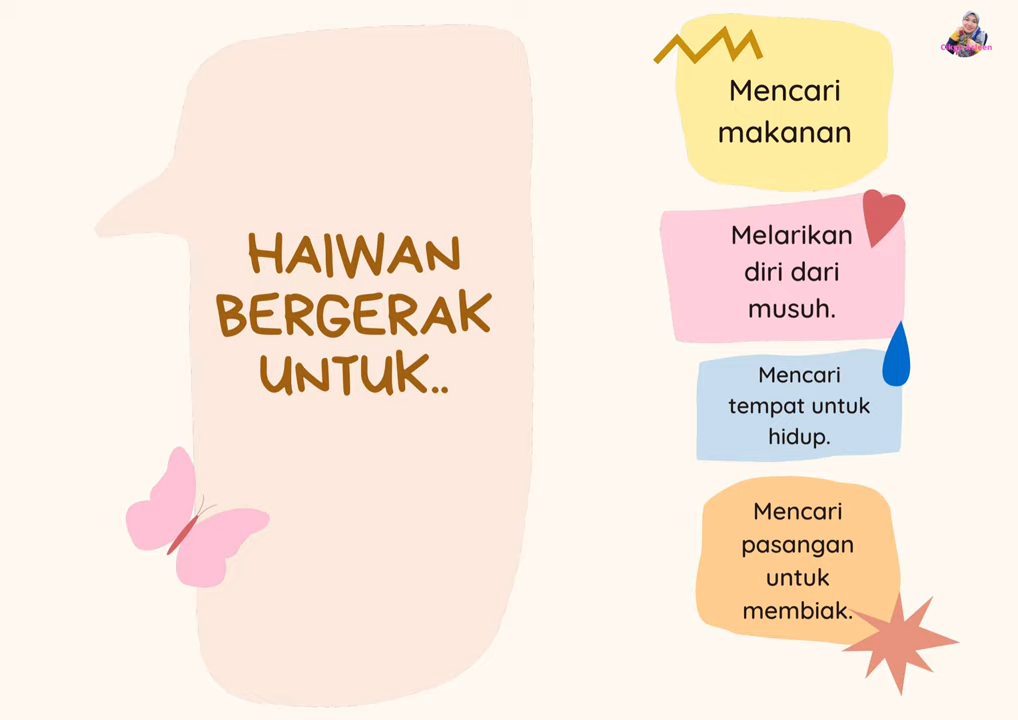 HAIWAN
BERGERAK
UNTUK..
Mencari
makanan
Melarikan
diri dari
musuh.
Mencari
tempat untuk
hidup.
Mencari
pasangan
untuk
membiak.